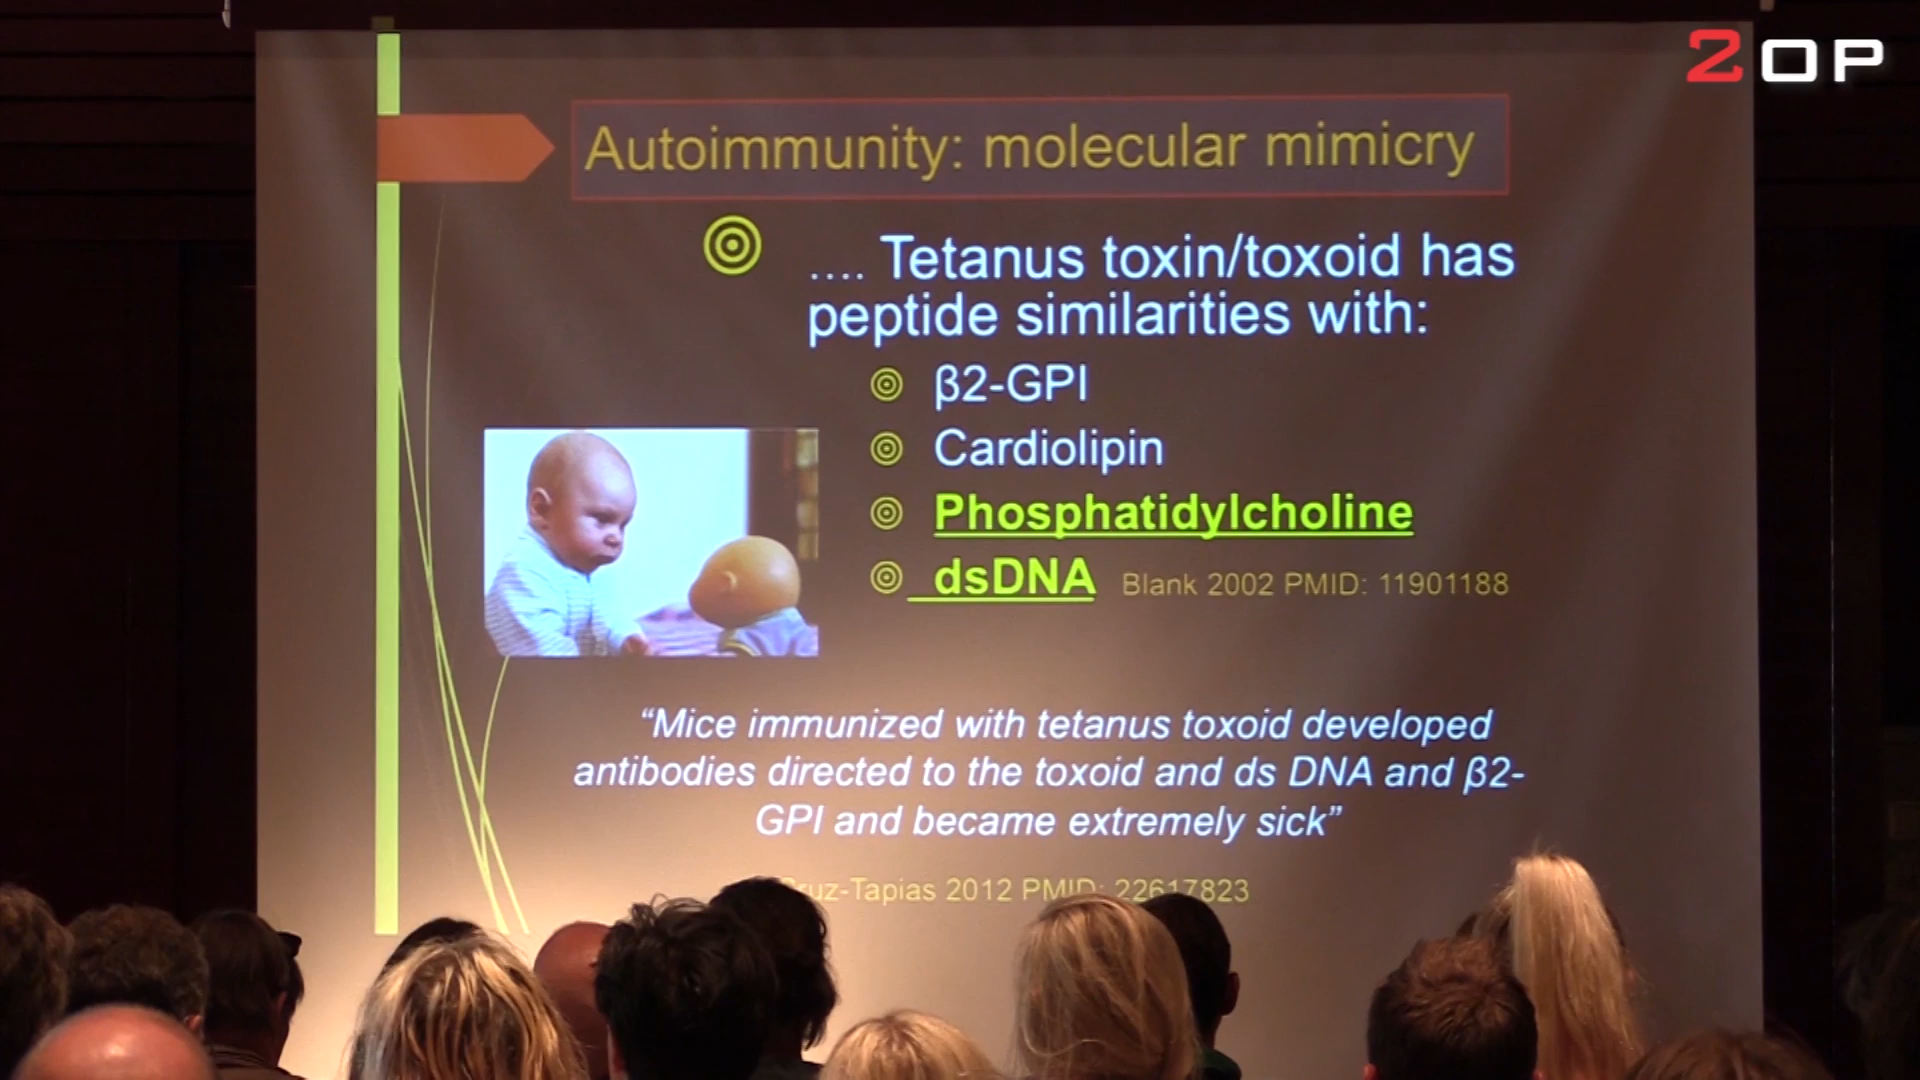 2OP
Autoimmunity: molecular mimicry
.... Tetanus toxin/toxoid has
peptide similarities with:
β2-GPI
Cardiolipin
Phosphatidylcholine
dsDNA Blank 2002 PMID: 11901188
“Mice immunized with tetanus toxoid developed
antibodies directed to the toxoid and ds DNA and β2-
GPI and became extremely sick”
2012 PMID: 22617823